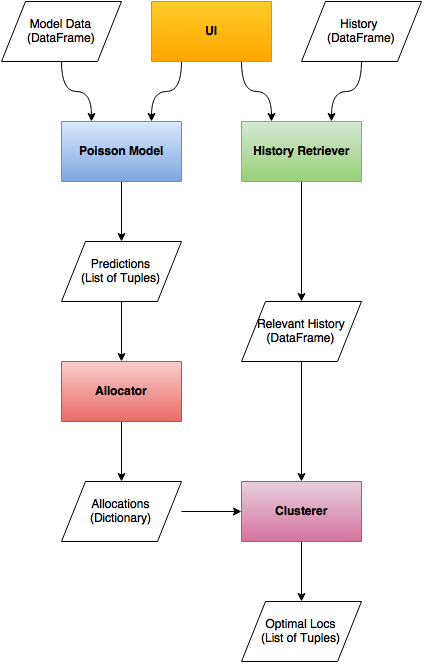 Model Data
(DataFrame)
UI
History
(DataFrame)
Poisson Model
History Retriever
Predictions
(List of Tuples)
Relevant History
(DataFrame)
Allocator
Allocations
(Dictionary)
Clusterer
Optimal Locs
(List of Tuples)